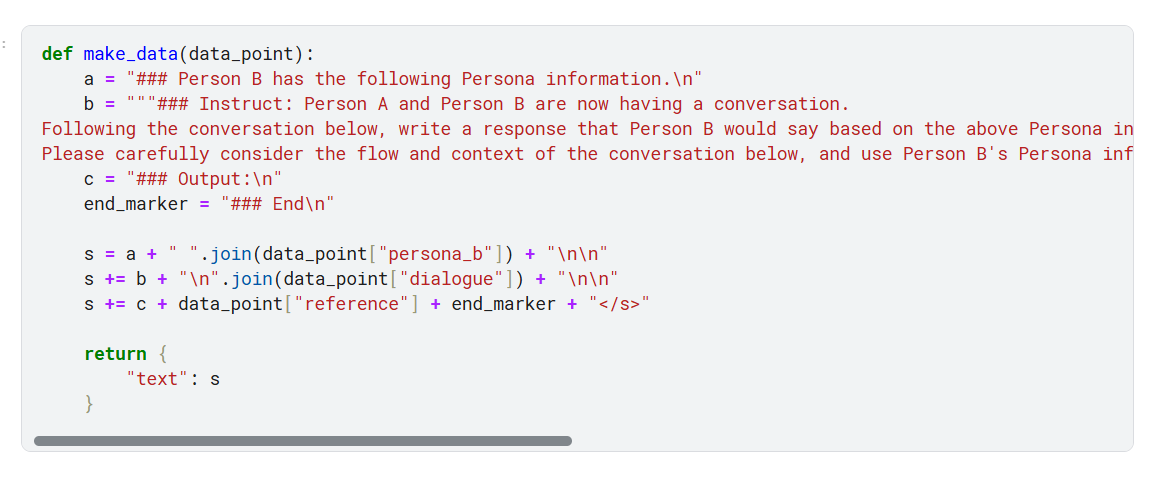 def make_data(data_point):
    a = "### Person B has the following Persona information.\n"
    b = """### Instruct: Person A and Person B are now having a conversation.
Following the conversation below, write a response that Person B would say based on the above Persona in
Please carefully consider the flow and context of the conversation below, and use Person B's Persona inf
    c = "### Output:\n"
    end_marker = "### End\n"
    s = a + " ".join(data_point["persona_b"]) + "\n\n"
    s += b + "\n".join(data_point["dialogue"]) + "\n\n"
    s += c + data_point["reference"] + end_marker + "</s>"
    return {
        "text": s
    }